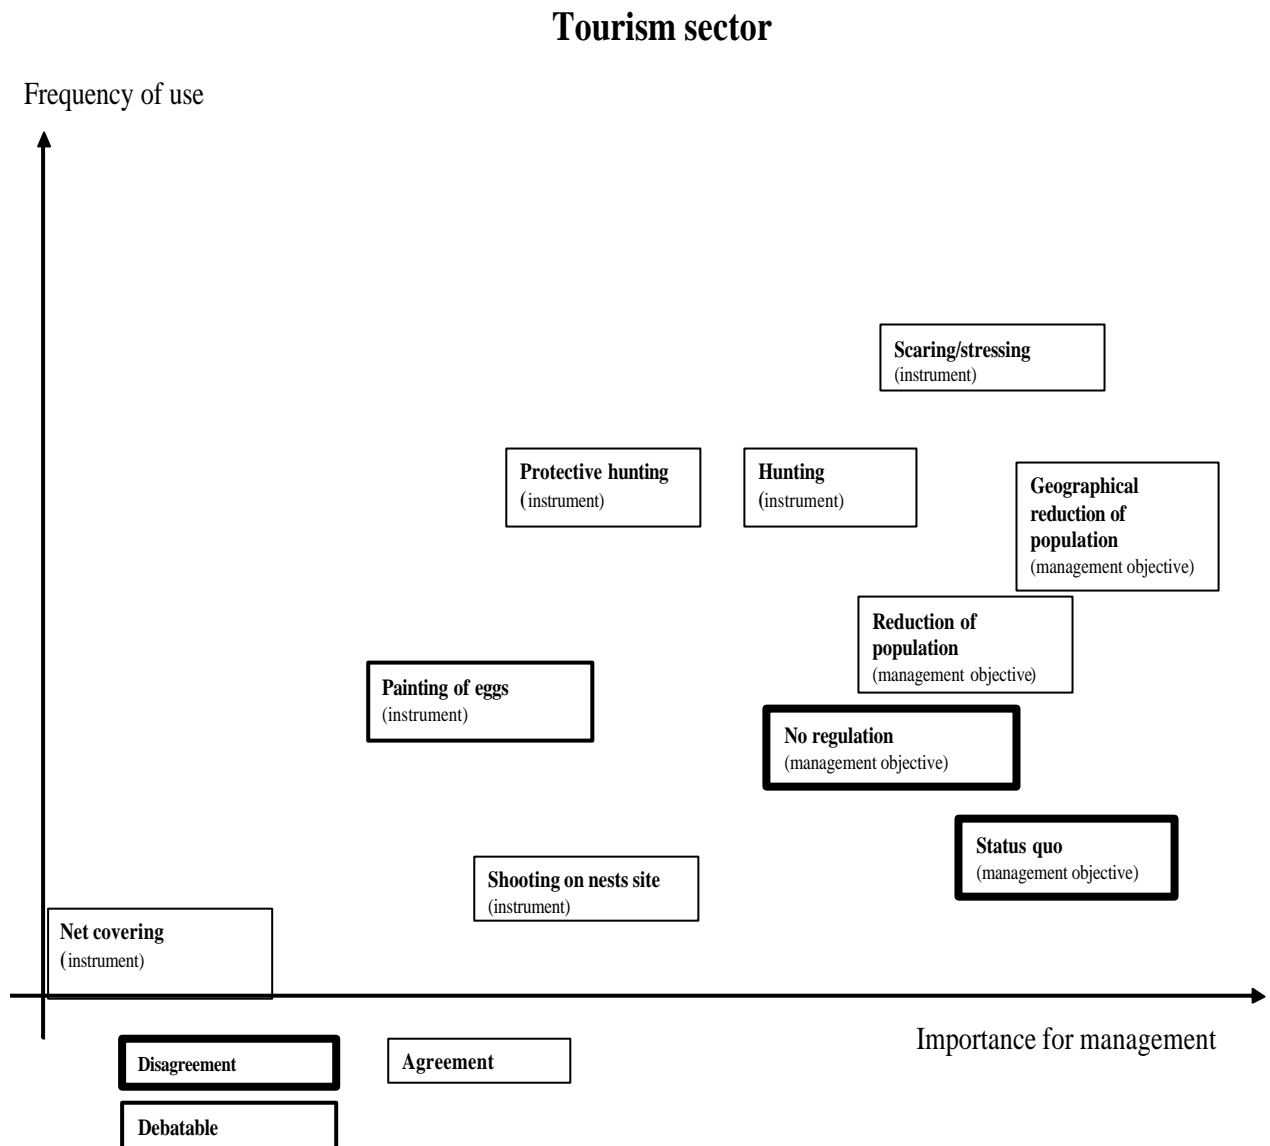 Tourism sector
Frequency of use
Scaring/stressing
(instrument)
Protective hunting
(instrument)
Hunting
(instrument)
Geographical
reduction of
population
(management objective)
Reduction of
population
(management objective)
Painting of eggs
(instrument)
No regulation
(management objective)
Status quo
(management objective)
Shooting on nests site
(instrument)
Net covering
(instrument)
Importance for management
Disagreement
Agreement
Debatable